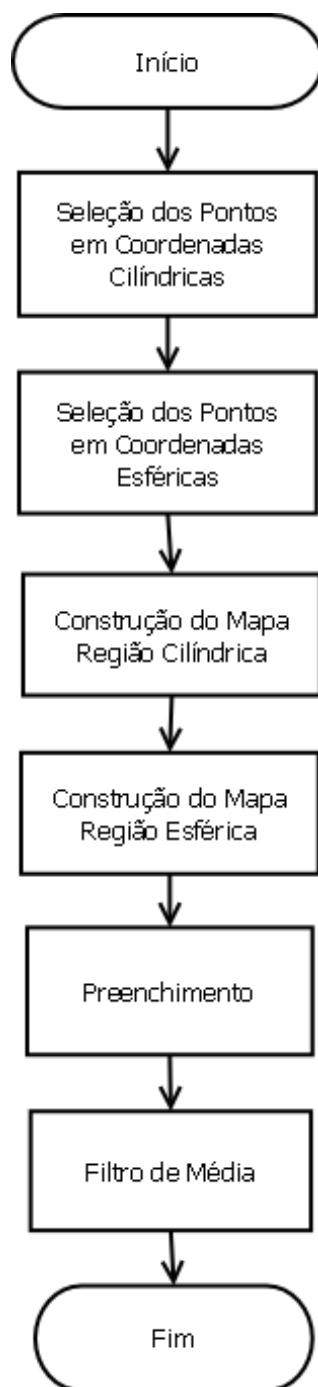 Início
Seleção dos Pontos
em Coordenadas
Cilíndricas
Seleção dos Pontos
em Coordenadas
Esféricas
Construção do Mapa
Região Cilíndrica
Construção do Mapa
Região Esférica
Preenchimento
Filtro de Média
Fim